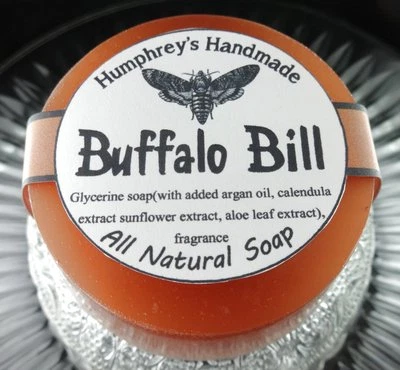 Humphrey's Handmade
Buffalo Bill
Glycerine soap(with added argan oil, calendula
extract sunflower extract, aloe leaf extract),
fragrance
All Natural Soap